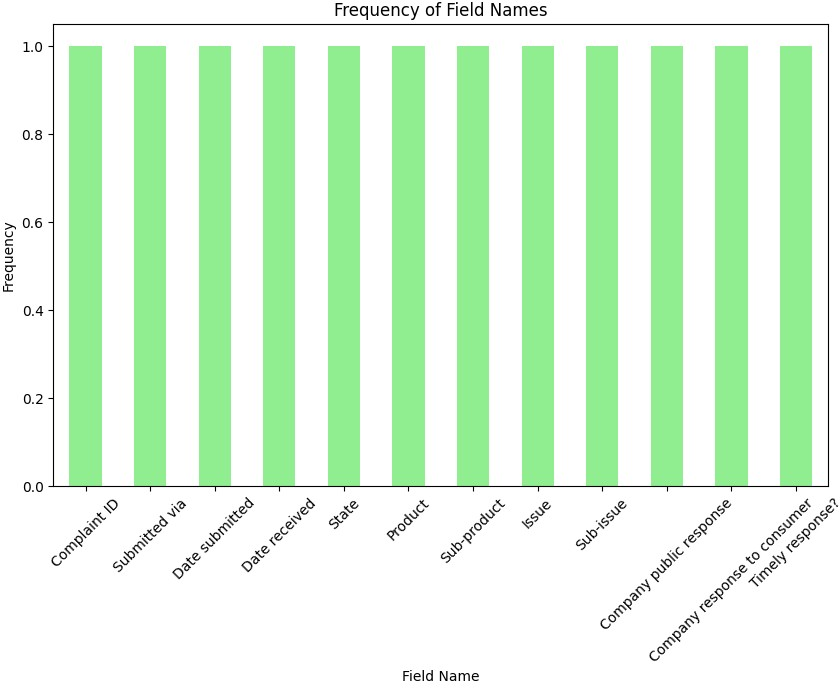 Frequency of Field Names
Frequency
1.0
0.8
0.6
0.4
0.2
0.0
Complaint ID
Submitted via
Date submitted
Date received
State
Product
Sub-product
Issue
Sub-issue
Company public response
Company response to consumer
Timely response?
Field Name